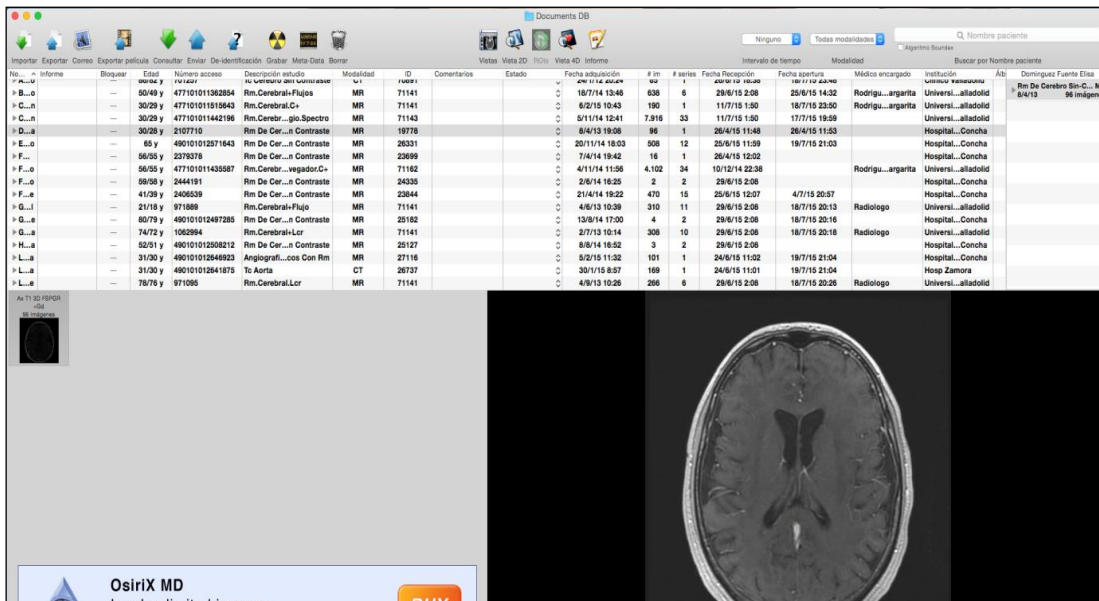 Documents DB
Importar Exportar Correo Exportar película Consultar Enviar De-identificación Grabar Meta-Data Borrar Vistas Vista 2D ROIs Vista 4D Informe
Ninguno Todas modalidades Algoritmo Soundex Nombre paciente
Intervalo de tiempo Modalidad Buscar por Nombre paciente
No... Informe Bloquear Edad Número acceso Descripción estudio Modalidad ID Comentarios Estado Fecha adquisición # im # series Fecha Recepción Fecha apertura Médico encargado Institución Álb Dominguez Fuente Elisa
B...o --- 50/49 y 477101011362854 Rm.Cerebral+Flujos MR 71141 18/7/14 13:46 638 6 29/6/15 2:08 25/6/15 14:32 Rodrigu...argarita Universi...alladolid
Rm De Cerebro Sin-C... M
8/4/13 96 imágene
C...n --- 30/29 y 477101011515643 Rm.Cerebral.C+ MR 71141 6/2/15 10:43 190 1 11/7/15 1:50 18/7/15 23:50 Rodrigu...argarita Universi...alladolid
C...n --- 30/29 y 477101011442196 Rm.Cerebr...gio.Spectro MR 71143 5/11/14 12:41 7.916 33 11/7/15 1:50 17/7/15 19:59 Universi...alladolid
D...a --- 30/28 y 2107710 Rm De Cer...n Contraste MR 19778 8/4/13 19:08 96 1 26/4/15 11:48 26/4/15 11:53 Hospital...Concha
E...o --- 65 y 490101012571643 Rm De Cer...n Contraste MR 26331 20/11/14 18:03 508 12 25/6/15 11:59 19/7/15 21:03 Hospital...Concha
F... --- 56/55 y 2379378 Rm De Cer...n Contraste MR 23699 7/4/14 19:42 16 1 26/4/15 12:02 Hospital...Concha
F...o --- 56/55 y 477101011435587 Rm.Cerebr...vegador.C+ MR 71162 4/11/14 11:56 4.102 34 10/12/14 22:38 Rodrigu...argarita Universi...alladolid
F...o --- 59/58 y 2444191 Rm De Cer...n Contraste MR 24335 2/6/14 16:25 2 2 29/6/15 2:08 Hospital...Concha
F...e --- 41/39 y 2406539 Rm De Cer...n Contraste MR 23844 21/4/14 19:22 470 15 25/6/15 12:07 4/7/15 20:57 Hospital...Concha
G...l --- 21/18 y 971889 Rm.Cerebral+Flujo MR 71141 4/6/13 10:39 310 11 29/6/15 2:08 18/7/15 20:13 Radiologo Universi...alladolid
G...e --- 80/79 y 490101012497285 Rm De Cer...n Contraste MR 25182 13/8/14 17:00 4 2 29/6/15 2:08 18/7/15 20:16 Hospital...Concha
G...a --- 74/72 y 1062994 Rm.Cerebral+Lcr MR 71141 2/7/13 10:14 308 10 29/6/15 2:08 18/7/15 20:18 Radiologo Universi...alladolid
H...a --- 52/51 y 490101012508212 Rm De Cer...n Contraste MR 25127 8/8/14 16:52 3 2 29/6/15 2:08 Hospital...Concha
L...a --- 31/30 y 490101012646923 Angiografi...cos Con Rm MR 27116 5/2/15 11:32 101 1 24/6/15 11:02 19/7/15 21:04 Hospital...Concha
L...a --- 31/30 y 490101012641875 Tc Aorta CT 26737 30/1/15 8:57 169 1 24/6/15 11:01 19/7/15 21:04 Hosp Zamora
L...e --- 78/76 y 971095 Rm.Cerebral.Lcr MR 71141 4/9/13 10:26 266 6 29/6/15 2:08 18/7/15 20:26 Radiologo Universi...alladolid
Ax T1 3D FSPGR
+Gd
96 imágenes
OsiriX MD